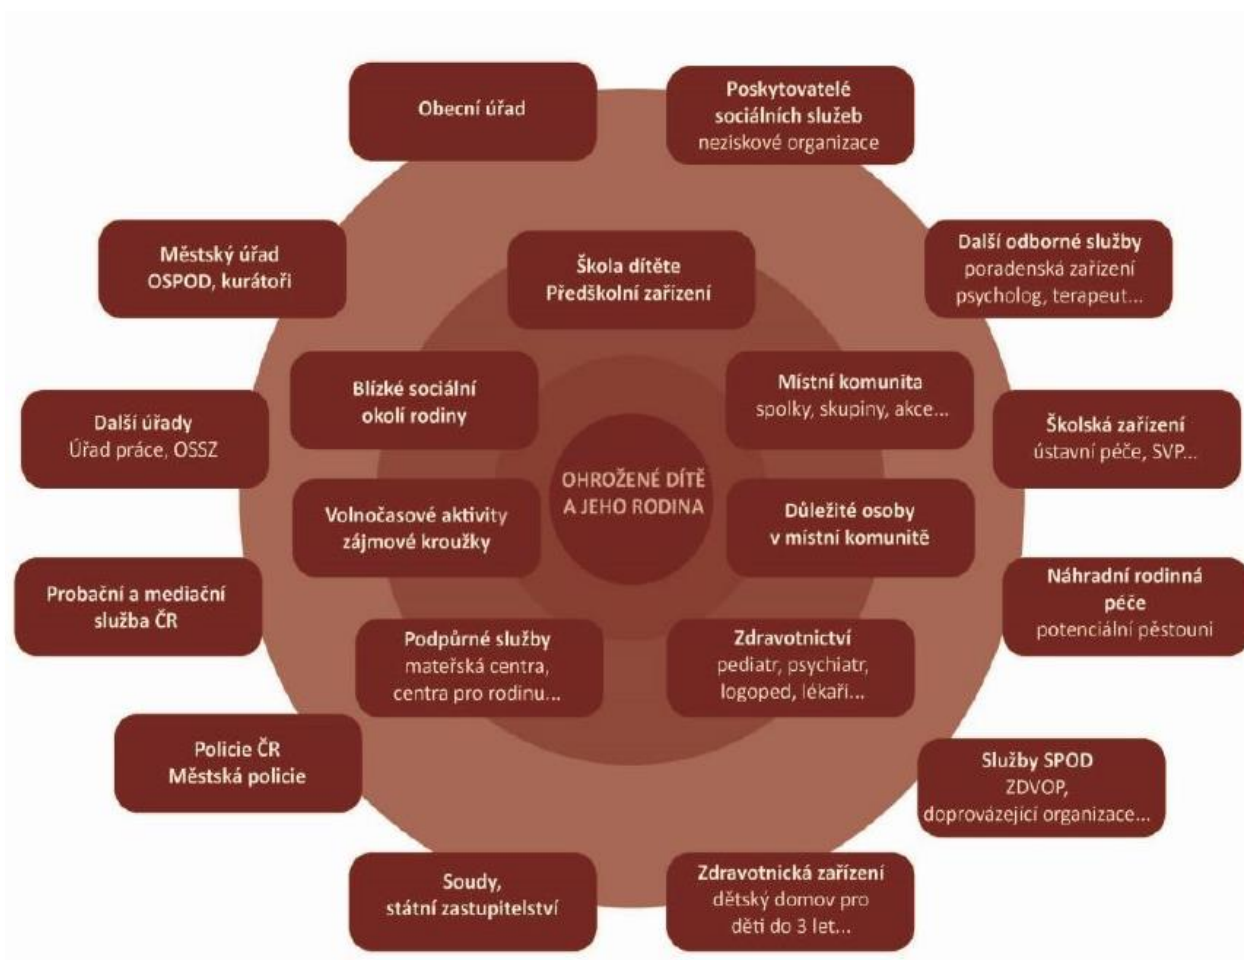 Obecní úřad
Poskytovatelé
sociálních služeb
neziskové organizace
Městský úřad
OSPOD, kurátoři
Škola dítěte
Předškolní zařízení
Další odborné služby
poradenská zařízení
psycholog, terapeut...
Blízké sociální
okolí rodiny
Místní komunita
spolky, skupiny, akce...
Další úřady
Úřad práce, OSSZ
Školská zařízení
ústavní péče, SVP...
OHROŽENÉ DÍTĚ
A JEHO RODINA
Volnočasové aktivity
zájmové kroužky
Důležité osoby
v místní komunitě
Probační a mediační
služba ČR
Náhradní rodinná
péče
potenciální pěstouni
Podpůrné služby
mateřská centra,
centra pro rodinu...
Zdravotnictví
pediatr, psychiatr,
logoped, lékaři...
Policie ČR
Městská policie
Služby SPOD
ZDVOP,
doprovázející organizace...
Soudy,
státní zastupitelství
Zdravotnická zařízení
dětský domov pro
děti do 3 let...